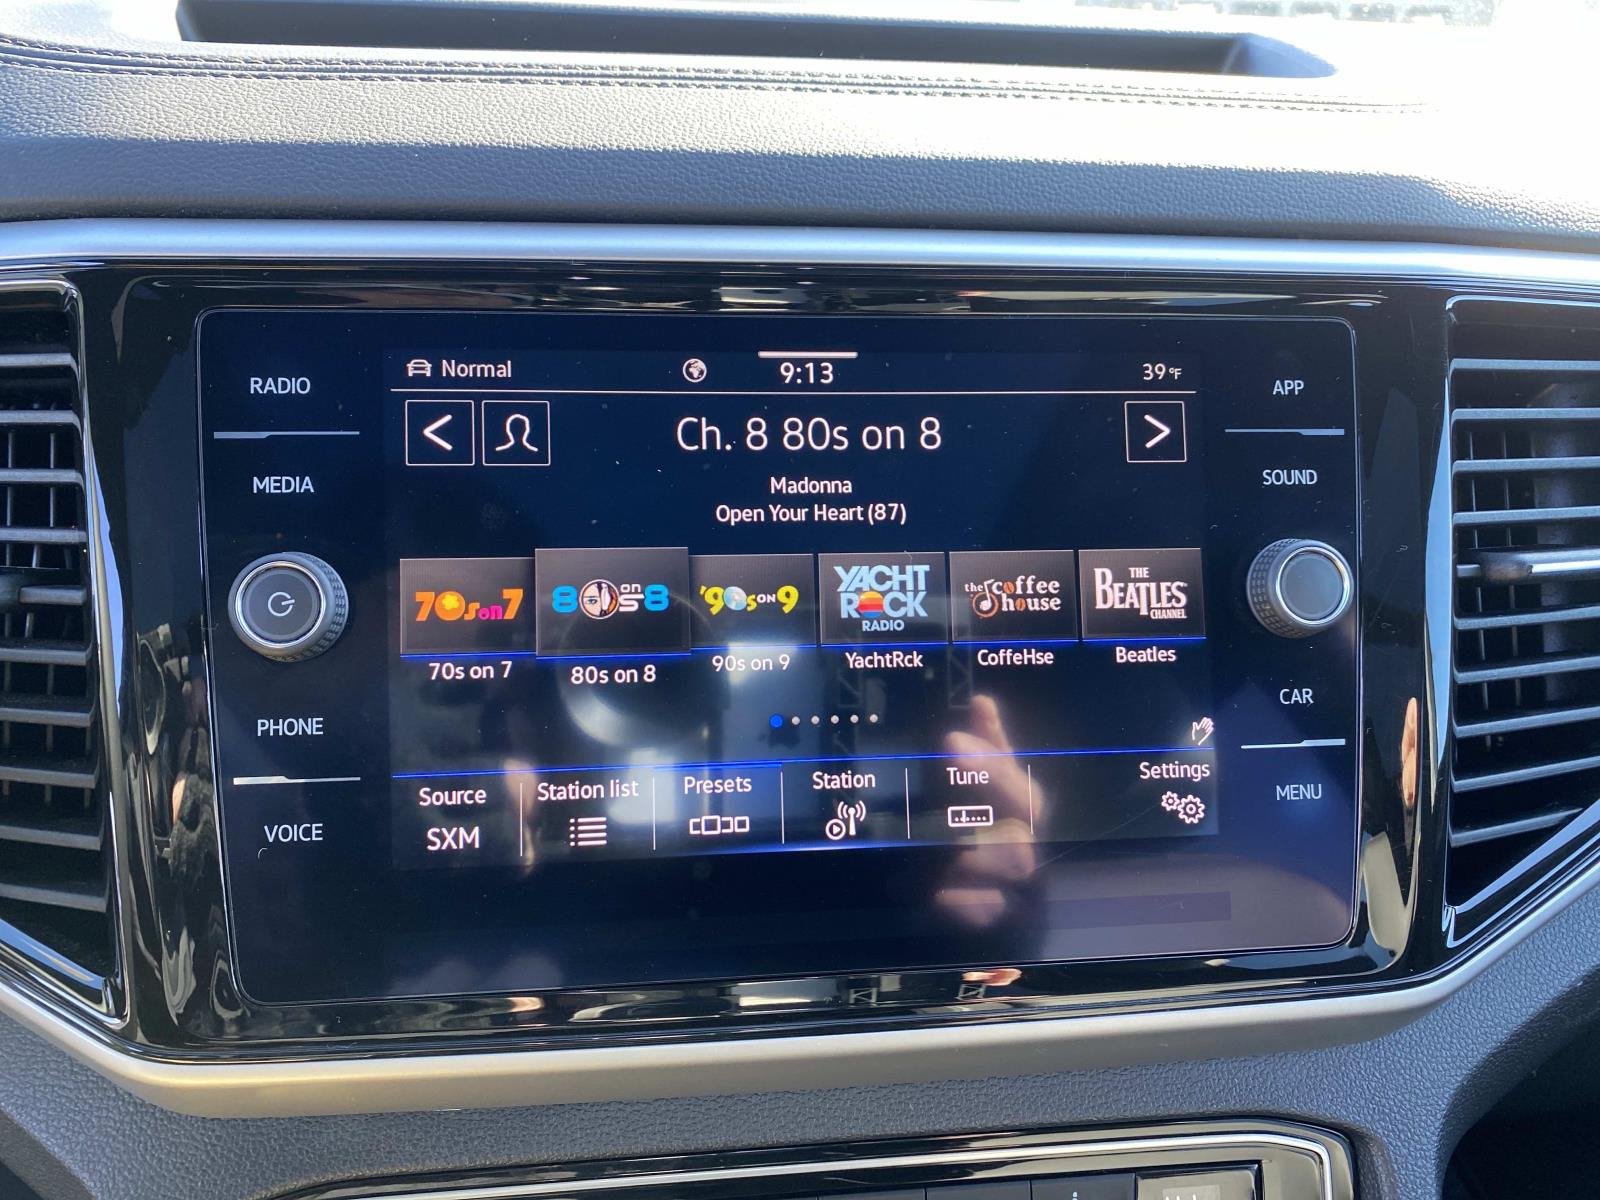 RADIO
MEDIA
PHONE
VOICE
Normal
9:13
39°F
Ch. 8 80s on 8
Madonna
Open Your Heart (87)
70s on 7
80s on 8
'90s ON 9
YACHT
ROCK
RADIO
the coffee
house
THE
BEATLES
CHANNEL
70s on 7
80s on 8
90s on 9
YachtRck
CoffeHse
Beatles
Source
SXM
Station list
Presets
Station
Tune
Settings
APP
SOUND
CAR
MENU